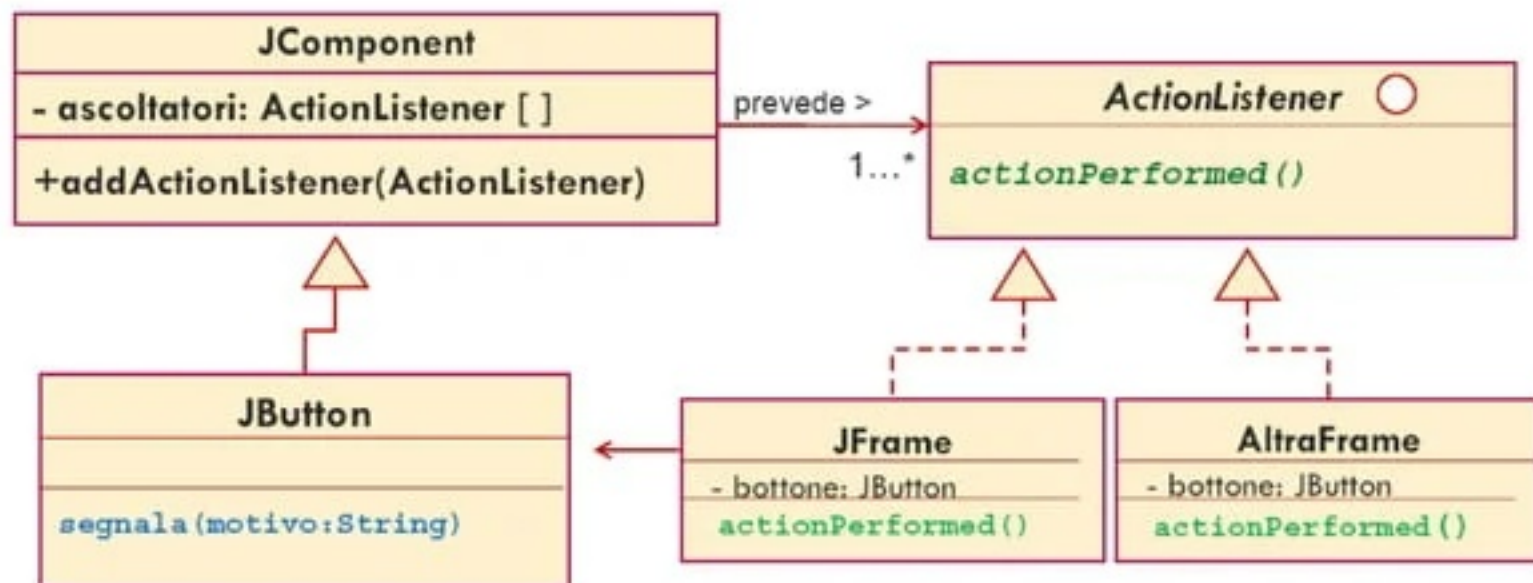 JComponent
- ascoltatori: ActionListener [ ]
+addActionListener(ActionListener)
prevede >
1...*
ActionListener
actionPerformed()
JButton
segnala(motivo:String)
JFrame
- bottone: JButton
actionPerformed()
AltraFrame
- bottone: JButton
actionPerformed()